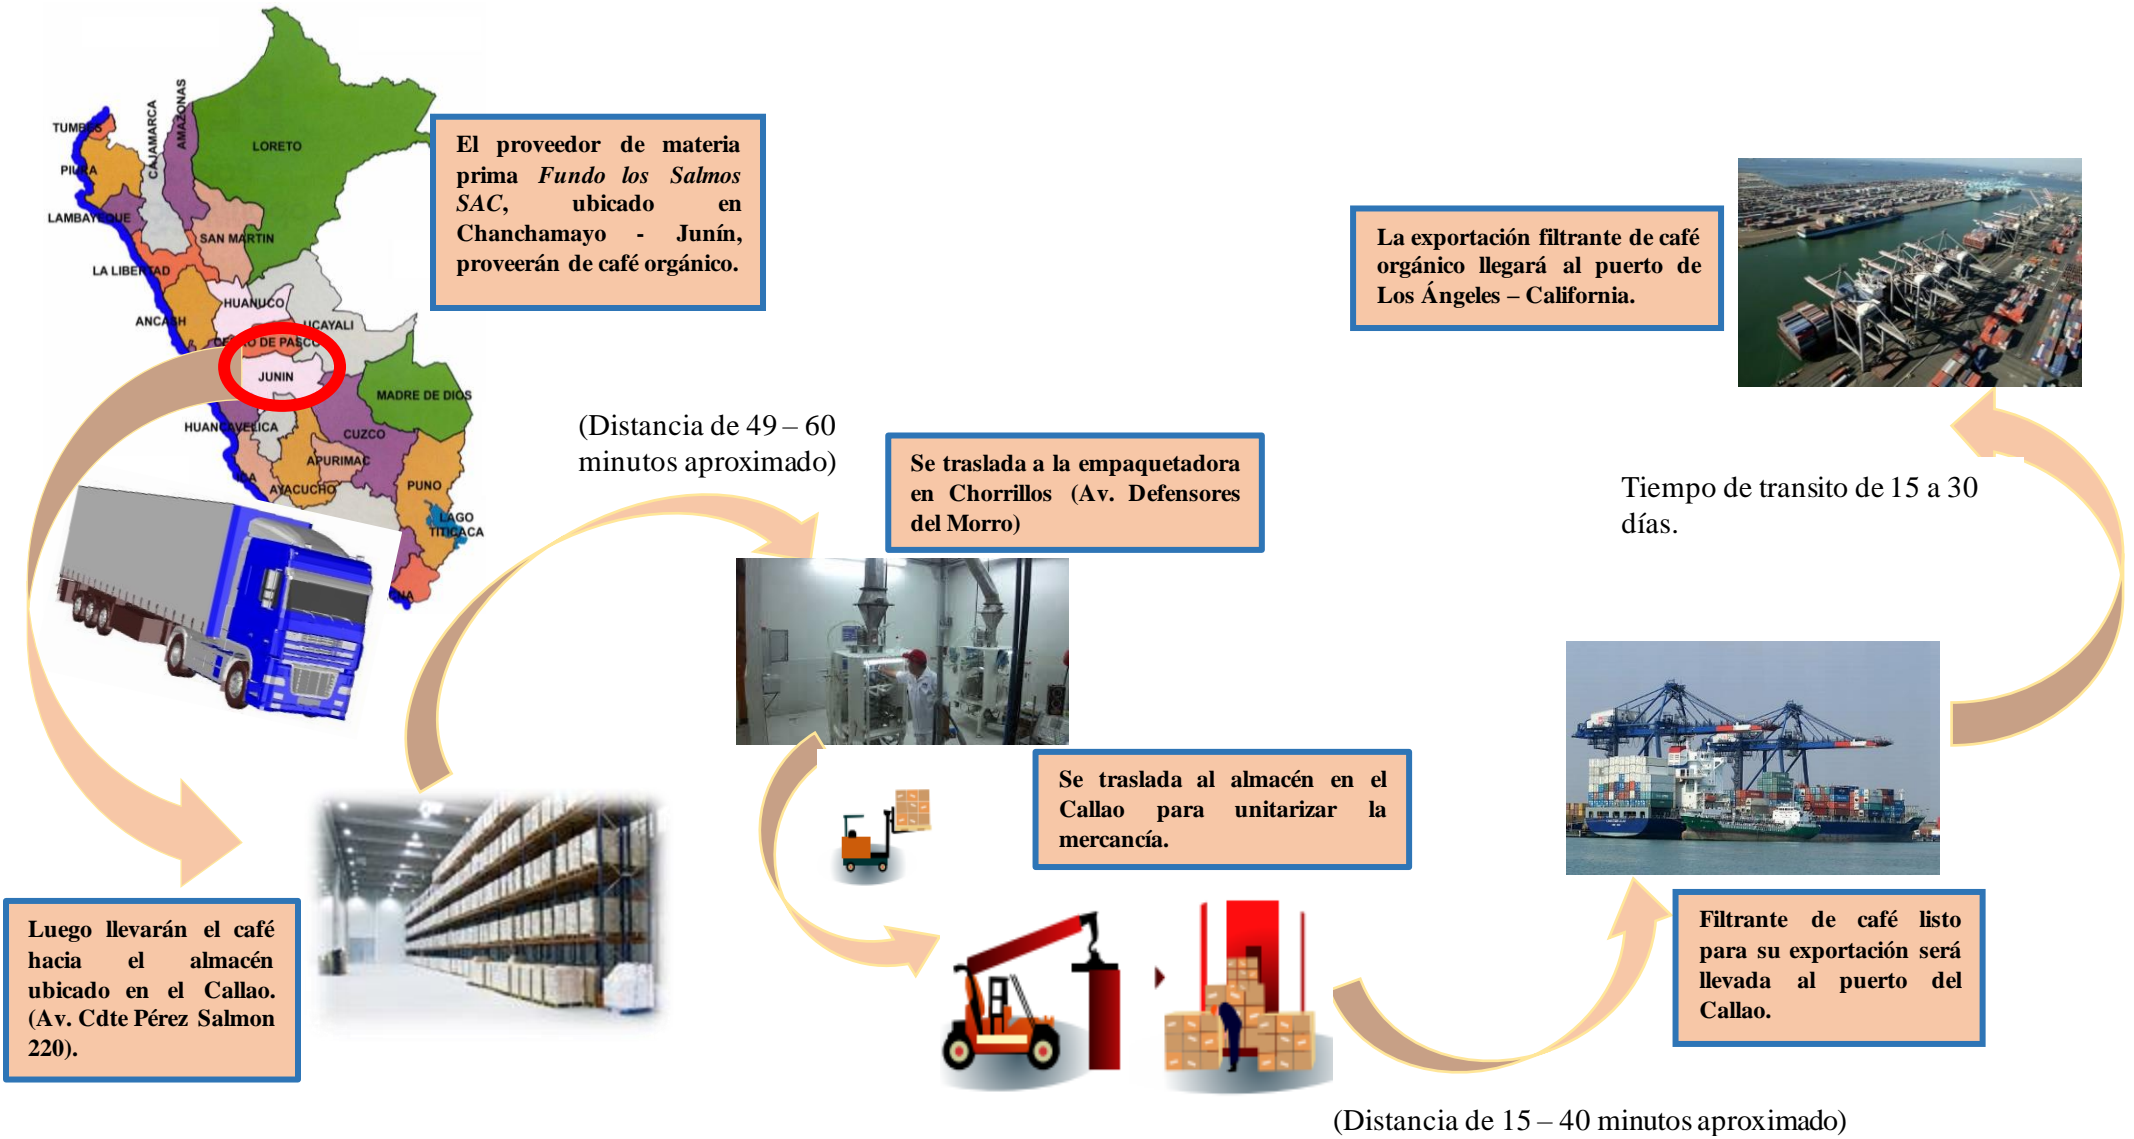 TUMBES
PIURA
LAMBAYEQUE
CAJAMARCA
AMAZONAS
LORETO
SAN MARTIN
LA LIBERTAD
HUANUCO
ANCASH
UCAYALI
CERRO DE PASCO
JUNIN
MADRE DE DIOS
HUANCAVELICA
CUZCO
APURIMAC
ICA
AYACUCHO
PUNO
LAGO
TITICACA
El proveedor de materia
prima Fundo los Salmos
SAC, ubicado en
Chanchamayo - Junín,
proveerán de café orgánico.
Luego llevarán el café
hacia el almacén
ubicado en el Callao.
(Av. Cdte Pérez Salmon
220).
(Distancia de 49 – 60
minutos aproximado)
Se traslada a la empaquetadora
en Chorrillos (Av. Defensores
del Morro)
Se traslada al almacén en el
Callao para unitarizar la
mercancía.
(Distancia de 15 – 40 minutos aproximado)
Filtrante de café listo
para su exportación será
llevada al puerto del
Callao.
Tiempo de transito de 15 a 30
días.
La exportación filtrante de café
orgánico llegará al puerto de
Los Ángeles – California.